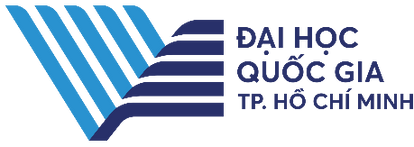 ĐẠI HỌC
QUỐC GIA
TP. HỒ CHÍ MINH